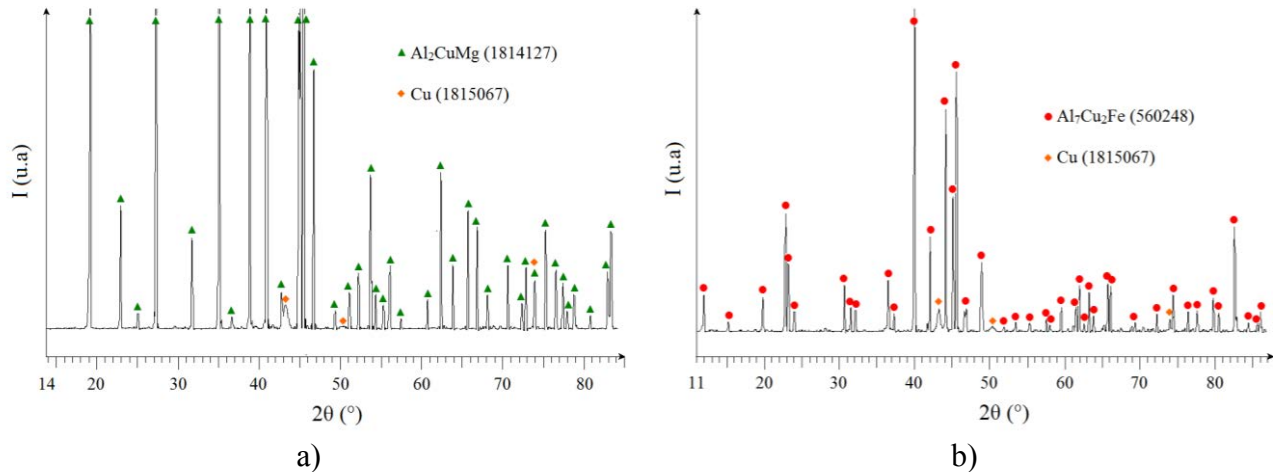 I (u.a)
Al₂CuMg (1814127)
Cu (1815067)
14 20 30 40 50 60 70 80
2θ (°)
a)
I (u.a)
Al₇Cu₂Fe (560248)
Cu (1815067)
11 20 30 40 50 60 70 80
2θ (°)
b)